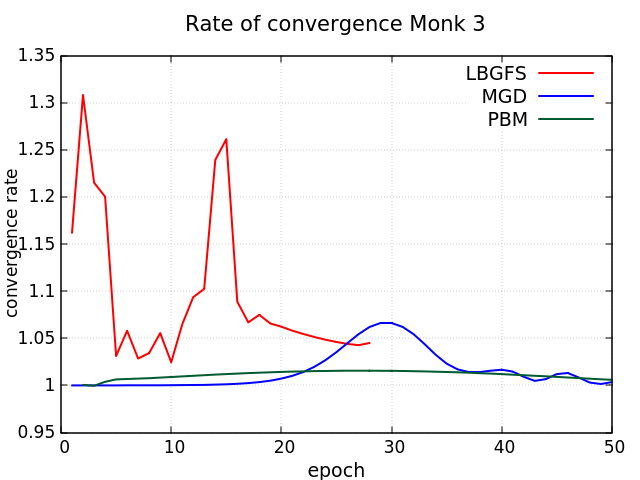 Rate of convergence Monk 3
1.35
1.3
1.25
1.2
1.15
1.1
1.05
1
0.95
convergence rate
LBGFS
MGD
PBM
0 10 20 30 40 50
epoch